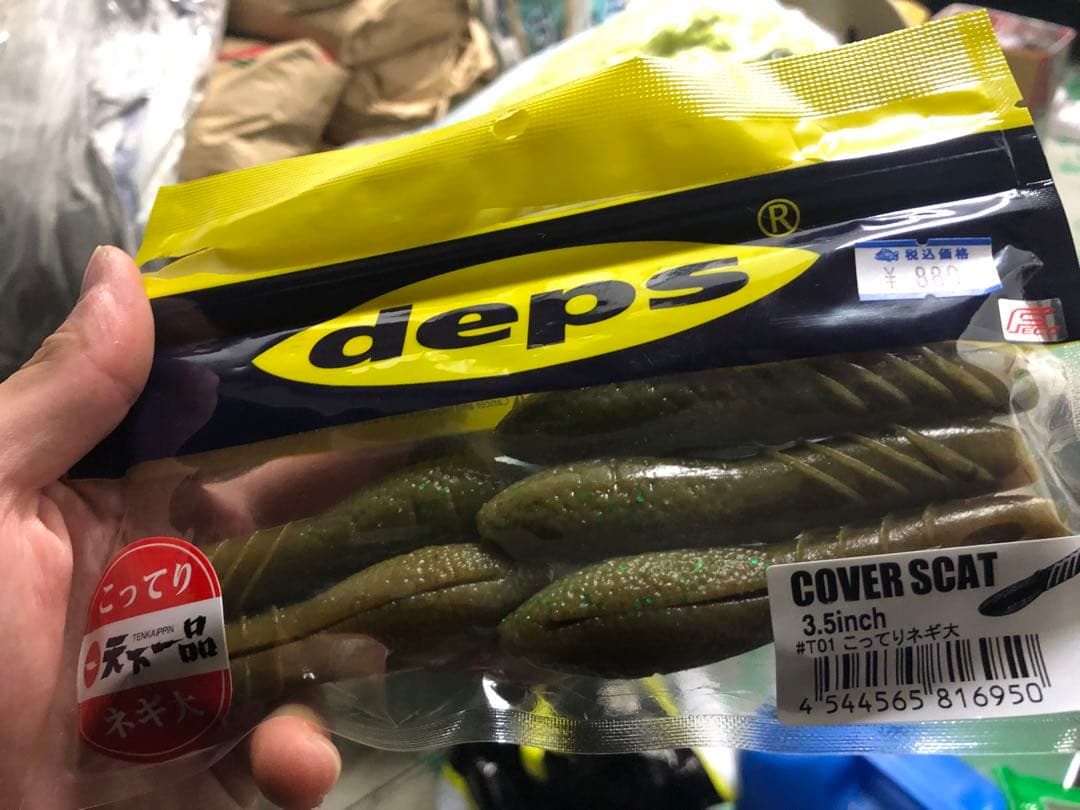 deps®
税込価格
¥ 880
FECO
こってり
TENKAIPPIN
天下一品
ネギ大
COVER SCAT
3.5inch
#T01 こってりネギ大
4 544565 816950